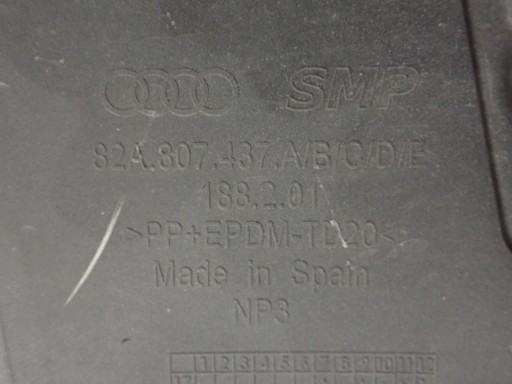 SMP
82A.807.437.A/B/C/D/E
188.2.01
>PP+EPDM-TD20<
Made in Spain
NP3
1 2 3 4 5 6 7 8 9 10 11 12
17